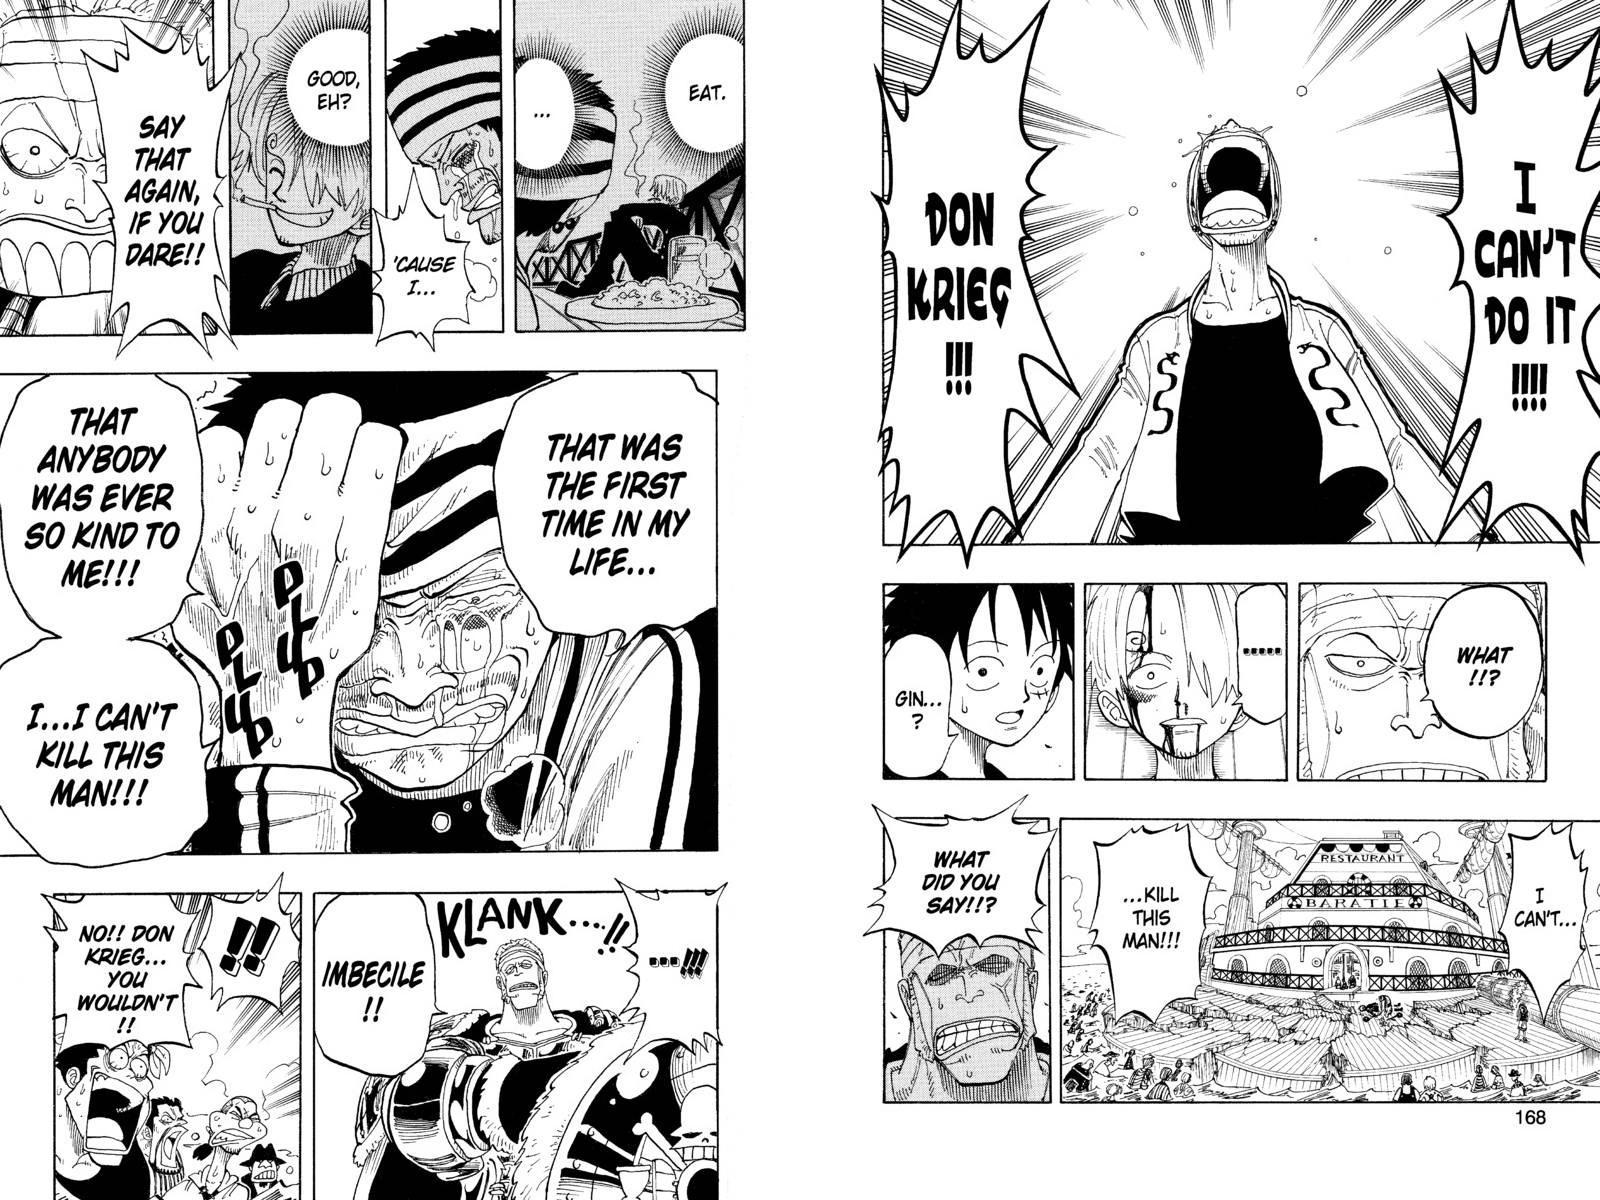 I
CAN'T
DO IT
!!!!
DON
KRIEG
!!!
WHAT
!!?
......
GIN...
?
I
CAN'T...
...KILL
THIS
MAN!!!
RESTAURANT
BARATIE
WHAT
DID YOU
SAY!!?
168
EAT.
...
'CAUSE
I...
GOOD,
EH?
SAY
THAT
AGAIN,
IF YOU
DARE!!
THAT WAS
THE FIRST
TIME IN MY
LIFE...
THAT
ANYBODY
WAS EVER
SO KIND TO
ME!!!
PLUP
PLUP
I...I CAN'T
KILL THIS
MAN!!!
...!!!
KLANK...!!
IMBECILE
!!
!!
NO!! DON
KRIEG...
YOU
WOULDN'T
!!